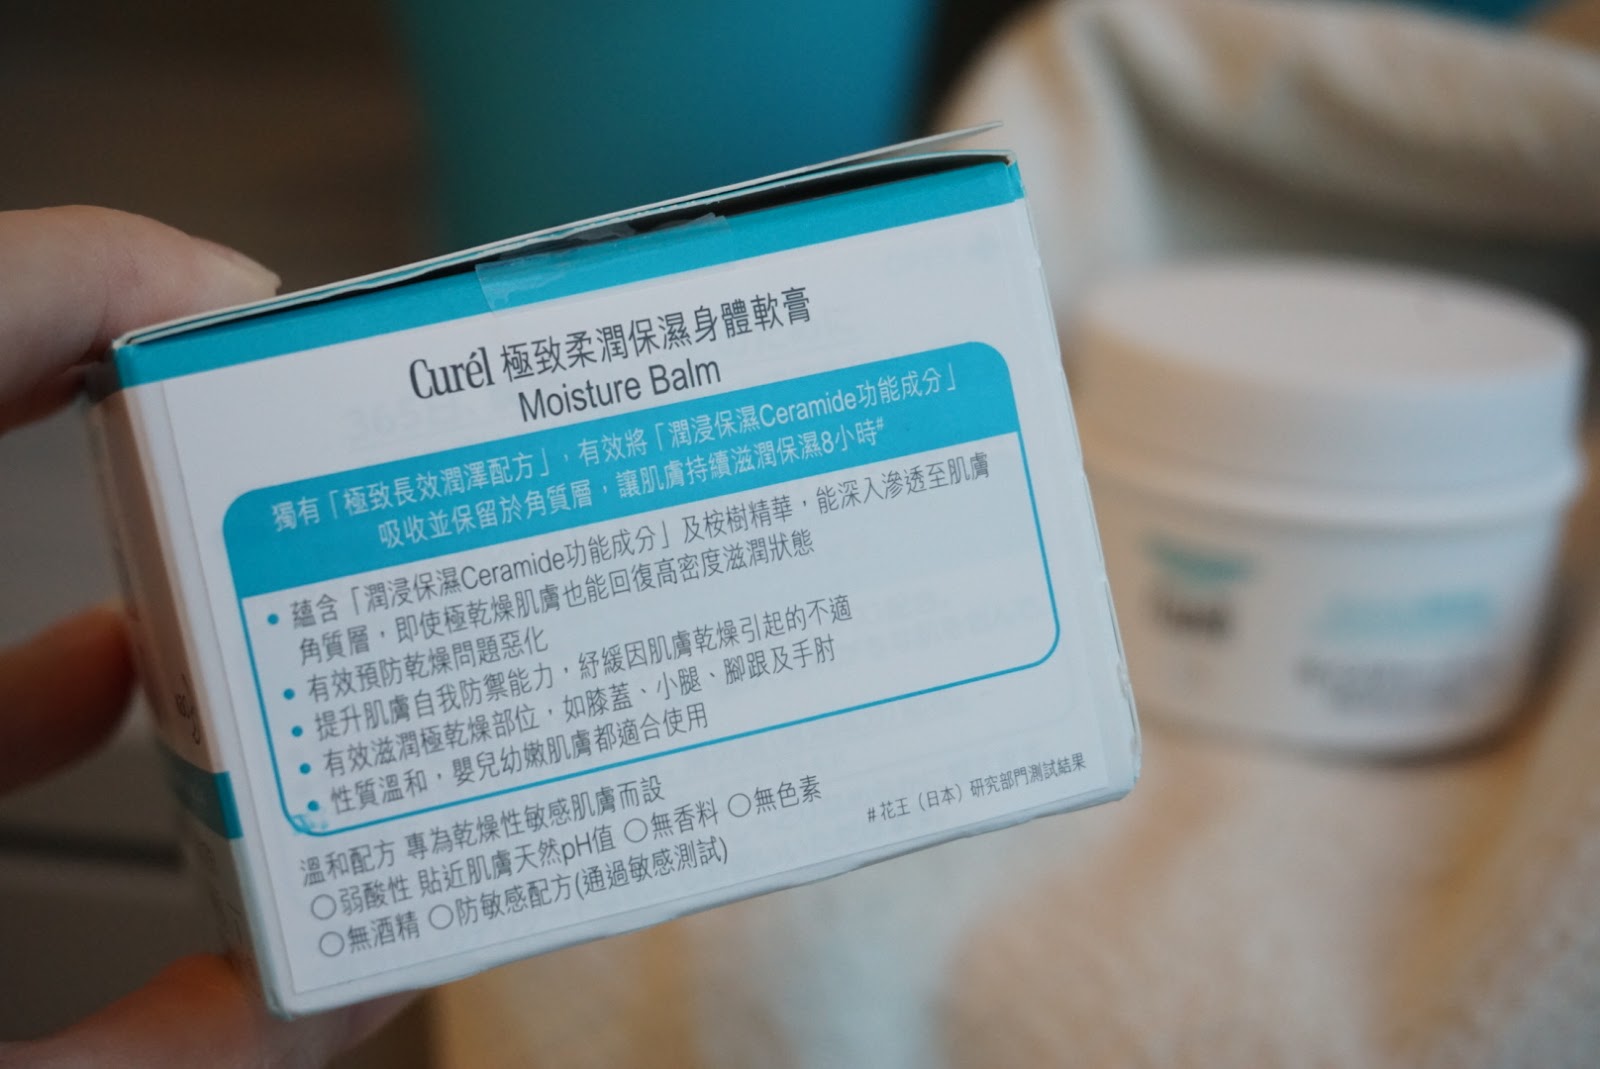 Curél 極致柔潤保濕身體軟膏
Moisture Balm
獨有「極致長效潤澤配方」，有效將「潤浸保濕Ceramide功能成分」
吸收並保留於角質層，讓肌膚持續滋潤保濕8小時#
• 蘊含「潤浸保濕Ceramide功能成分」及桉樹精華，能深入滲透至肌膚
角質層，即使極乾燥肌膚也能回復高密度滋潤狀態
• 有效預防乾燥問題惡化
• 提升肌膚自我防禦能力，紓緩因肌膚乾燥引起的不適
• 有效滋潤極乾燥部位，如膝蓋、小腿、腳跟及手肘
• 性質溫和，嬰兒幼嫩肌膚都適合使用
溫和配方 專為乾燥性敏感肌膚而設
○弱酸性 貼近肌膚天然pH值 ○無香料 ○無色素
○無酒精 ○防敏感配方(通過敏感測試)
#花王（日本）研究部門測試結果